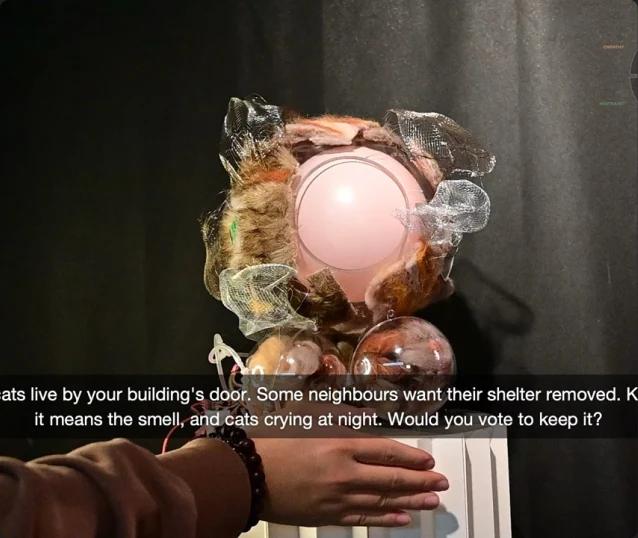 EMPATHY
ats live by your building's door. Some neighbours want their shelter removed. K
it means the smell, and cats crying at night. Would you vote to keep it?